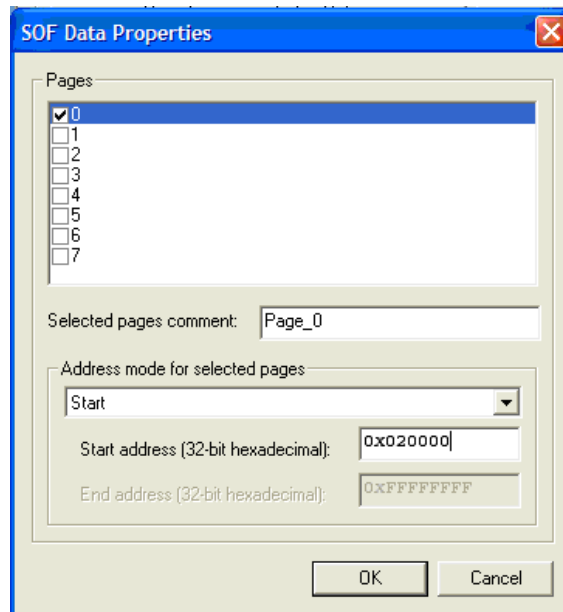 SOF Data Properties
Pages
0
1
2
3
4
5
6
7
Selected pages comment: Page_0
Address mode for selected pages
Start
Start address (32-bit hexadecimal): 0x020000
End address (32-bit hexadecimal): 0xFFFFFFFF
OK Cancel